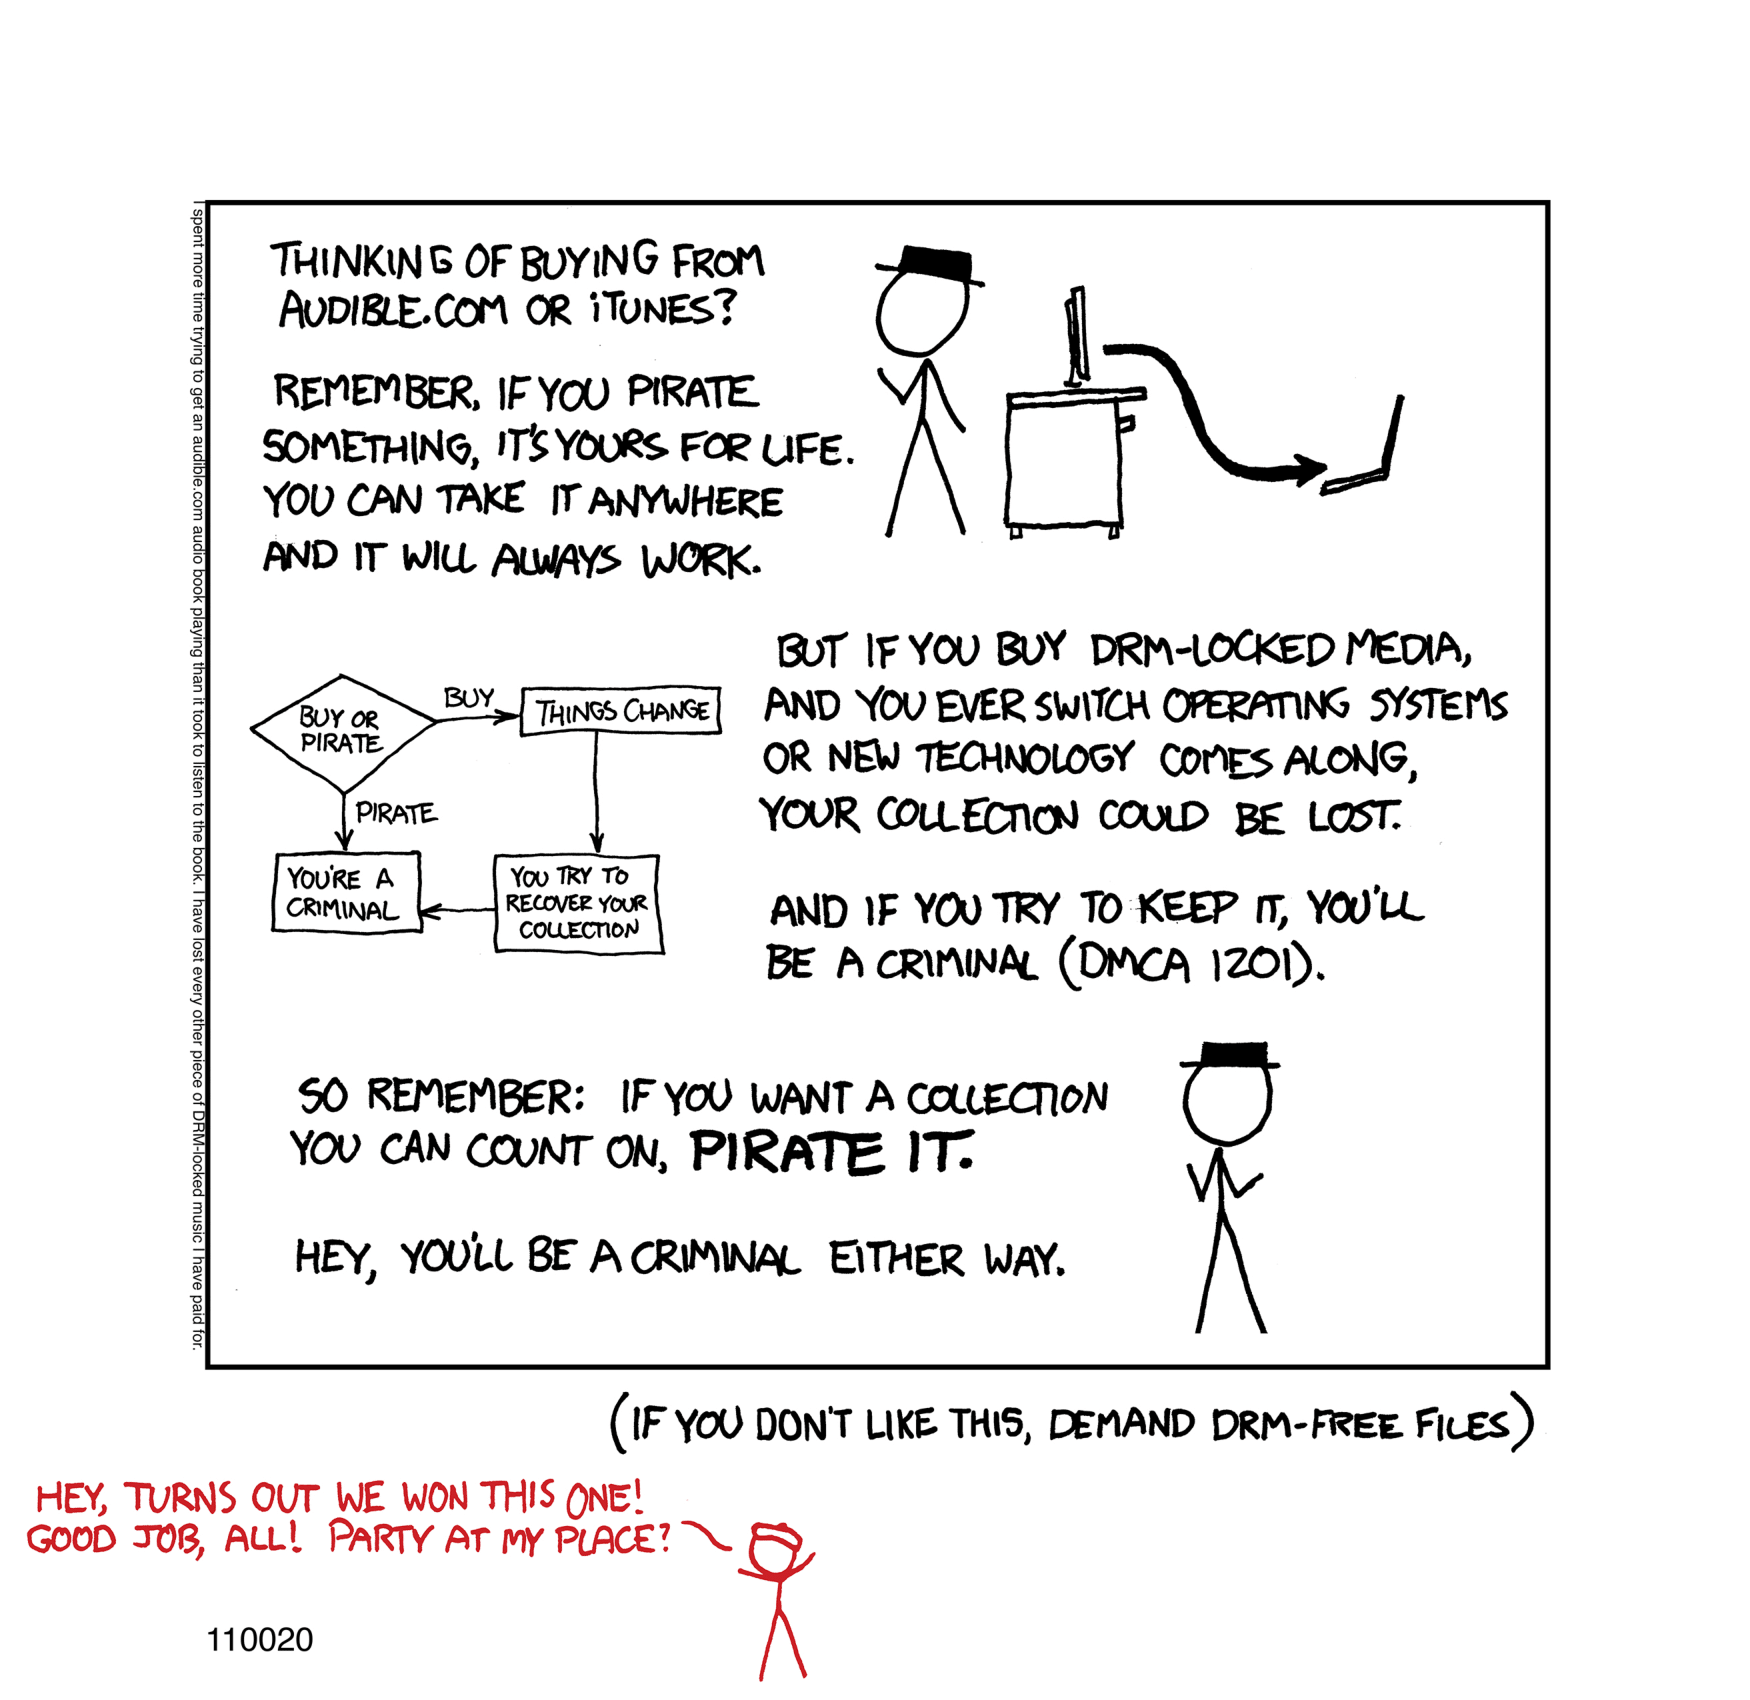 THINKING OF BUYING FROM
AUDIBLE.COM OR iTUNES?
REMEMBER, IF YOU PIRATE
SOMETHING, IT'S YOURS FOR LIFE.
YOU CAN TAKE IT ANYWHERE
AND IT WILL ALWAYS WORK.
BUT IF YOU BUY DRM-LOCKED MEDIA,
AND YOU EVER SWITCH OPERATING SYSTEMS
OR NEW TECHNOLOGY COMES ALONG,
YOUR COLLECTION COULD BE LOST.
AND IF YOU TRY TO KEEP IT, YOU'LL
BE A CRIMINAL (DMCA 1201).
BUY OR
PIRATE
BUY
THINGS CHANGE
PIRATE
YOU'RE A
CRIMINAL
YOU TRY TO
RECOVER YOUR
COLLECTION
SO REMEMBER: IF YOU WANT A COLLECTION
YOU CAN COUNT ON, PIRATE IT.
HEY, YOU'LL BE A CRIMINAL EITHER WAY.
I spent more time trying to get an audible.com audio book playing than it took to listen to the book. I have lost every other piece of DRM-locked music I have paid for.
(IF YOU DON'T LIKE THIS, DEMAND DRM-FREE FILES)
HEY, TURNS OUT WE WON THIS ONE!
GOOD JOB, ALL! PARTY AT MY PLACE?
110020